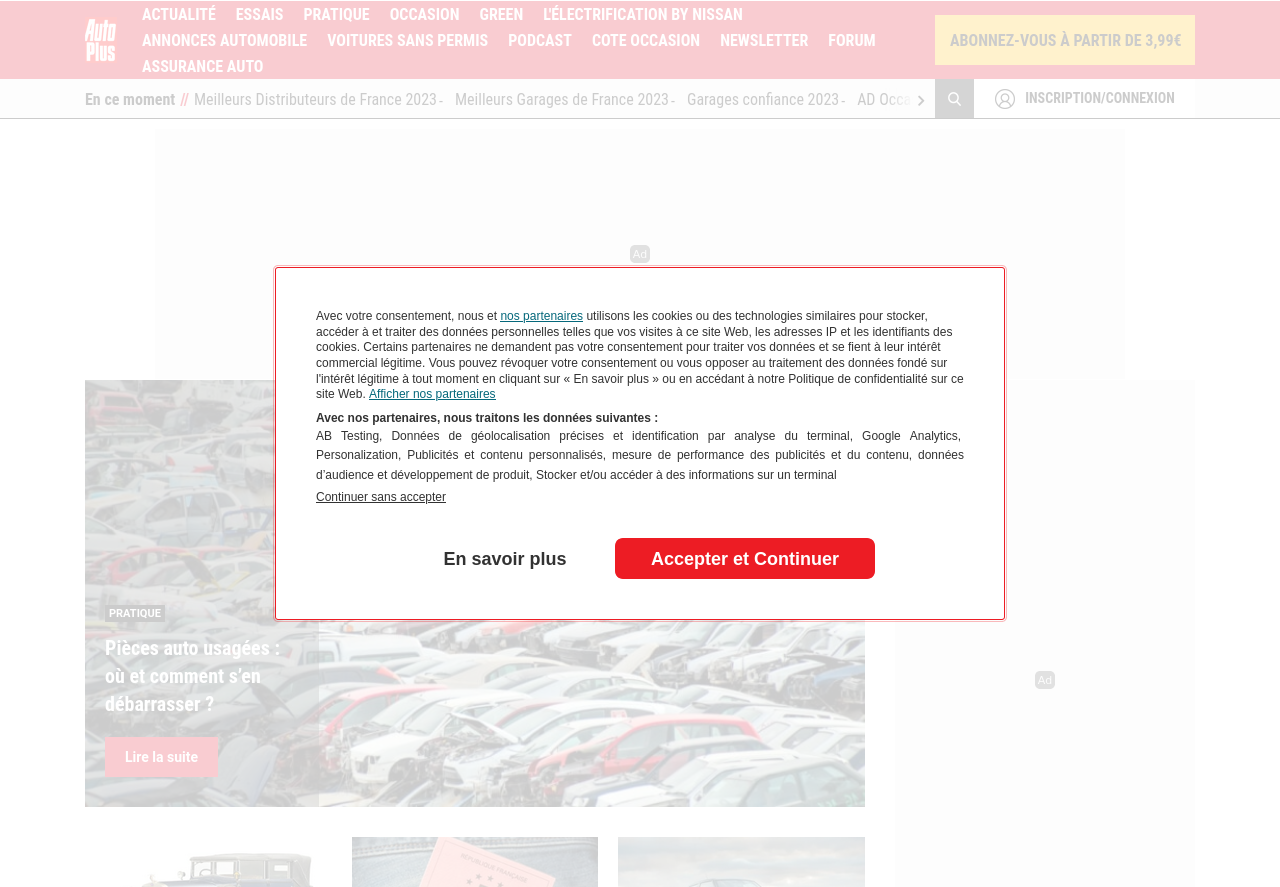 Auto Plus
ACTUALITÉ ESSAIS PRATIQUE OCCASION GREEN L'ÉLECTRIFICATION BY NISSAN
ANNONCES AUTOMOBILE VOITURES SANS PERMIS PODCAST COTE OCCASION NEWSLETTER FORUM
ASSURANCE AUTO
ABONNEZ-VOUS À PARTIR DE 3,99€
En ce moment // Meilleurs Distributeurs de France 2023 - Meilleurs Garages de France 2023 - Garages confiance 2023 - AD Occa
INSCRIPTION/CONNEXION
Ad
Avec votre consentement, nous et nos partenaires utilisons les cookies ou des technologies similaires pour stocker,
accéder à et traiter des données personnelles telles que vos visites à ce site Web, les adresses IP et les identifiants des
cookies. Certains partenaires ne demandent pas votre consentement pour traiter vos données et se fient à leur intérêt
commercial légitime. Vous pouvez révoquer votre consentement ou vous opposer au traitement des données fondé sur
l'intérêt légitime à tout moment en cliquant sur « En savoir plus » ou en accédant à notre Politique de confidentialité sur ce
site Web. Afficher nos partenaires
Avec nos partenaires, nous traitons les données suivantes :
AB Testing, Données de géolocalisation précises et identification par analyse du terminal, Google Analytics,
Personalization, Publicités et contenu personnalisés, mesure de performance des publicités et du contenu, données
d’audience et développement de produit, Stocker et/ou accéder à des informations sur un terminal
Continuer sans accepter
En savoir plus
Accepter et Continuer
PRATIQUE
Pièces auto usagées :
où et comment s’en
débarrasser ?
Lire la suite
Ad
RÉPUBLIQUE FRANÇAISE